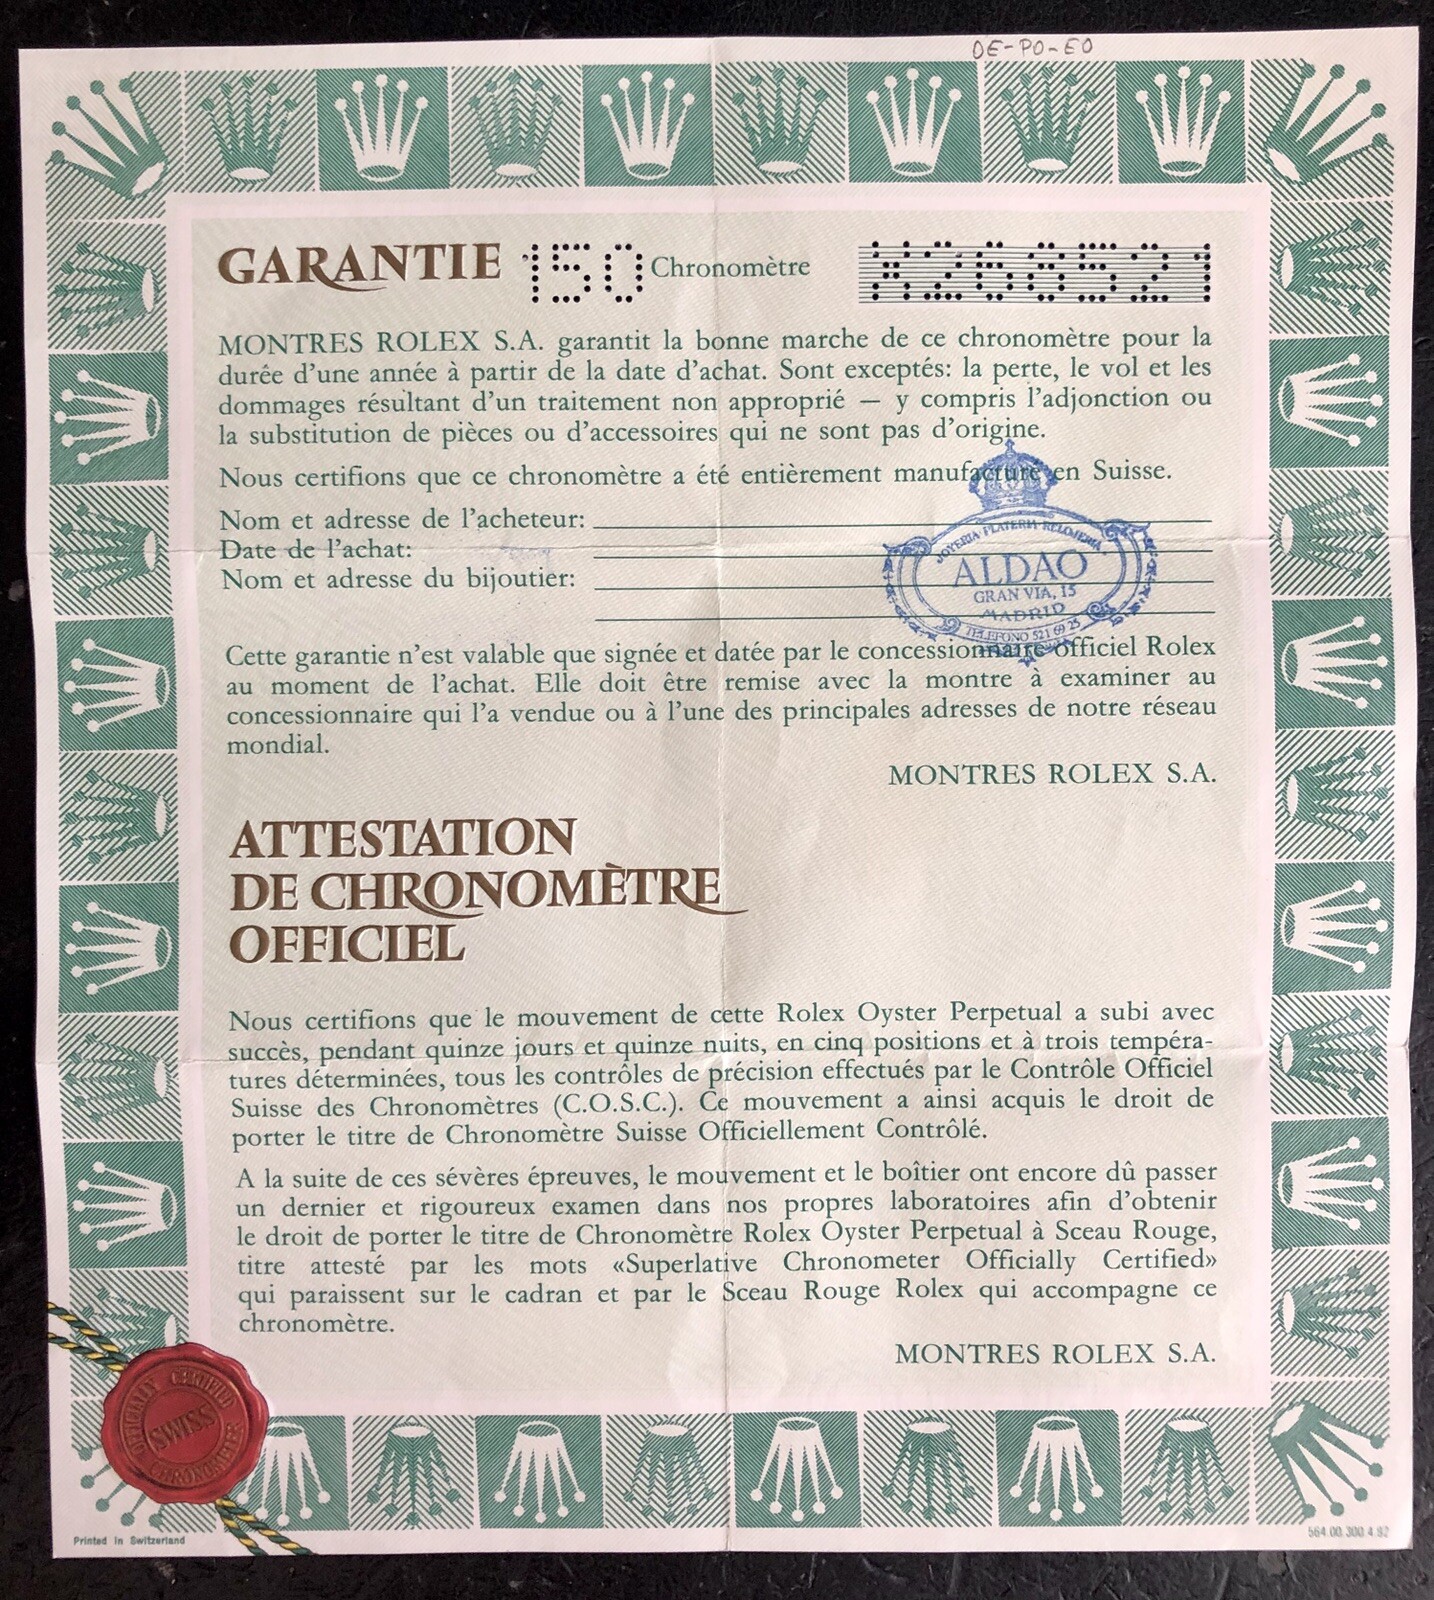 DE-PO-EO
GARANTIE 150 Chronomètre X268521
MONTRES ROLEX S.A. garantit la bonne marche de ce chronomètre pour la
durée d'une année à partir de la date d'achat. Sont exceptés: la perte, le vol et les
dommages résultant d'un traitement non approprié — y compris l'adjonction ou
la substitution de pièces ou d'accessoires qui ne sont pas d'origine.
Nous certifions que ce chronomètre a été entièrement manufacturé en Suisse.
Nom et adresse de l'acheteur:
Date de l'achat:
Nom et adresse du bijoutier:
JOYERIA PLATERIA RELOJERIA
ALDAO
GRAN VIA, 15
MADRID
TELEFONO 521 69 25
Cette garantie n'est valable que signée et datée par le concessionnaire officiel Rolex
au moment de l'achat. Elle doit être remise avec la montre à examiner au
concessionnaire qui l'a vendue ou à l'une des principales adresses de notre réseau
mondial.
MONTRES ROLEX S.A.
ATTESTATION
DE CHRONOMÈTRE
OFFICIEL
Nous certifions que le mouvement de cette Rolex Oyster Perpetual a subi avec
succès, pendant quinze jours et quinze nuits, en cinq positions et à trois tempéra-
tures déterminées, tous les contrôles de précision effectués par le Contrôle Officiel
Suisse des Chronomètres (C.O.S.C.). Ce mouvement a ainsi acquis le droit de
porter le titre de Chronomètre Suisse Officiellement Contrôlé.
A la suite de ces sévères épreuves, le mouvement et le boîtier ont encore dû passer
un dernier et rigoureux examen dans nos propres laboratoires afin d'obtenir
le droit de porter le titre de Chronomètre Rolex Oyster Perpetual à Sceau Rouge,
titre attesté par les mots «Superlative Chronometer Officially Certified»
qui paraissent sur le cadran et par le Sceau Rouge Rolex qui accompagne ce
chronomètre.
MONTRES ROLEX S.A.
OFFICIALLY CERTIFIED
SWISS
CHRONOMETER
Printed in Switzerland
564.00.300.4.92